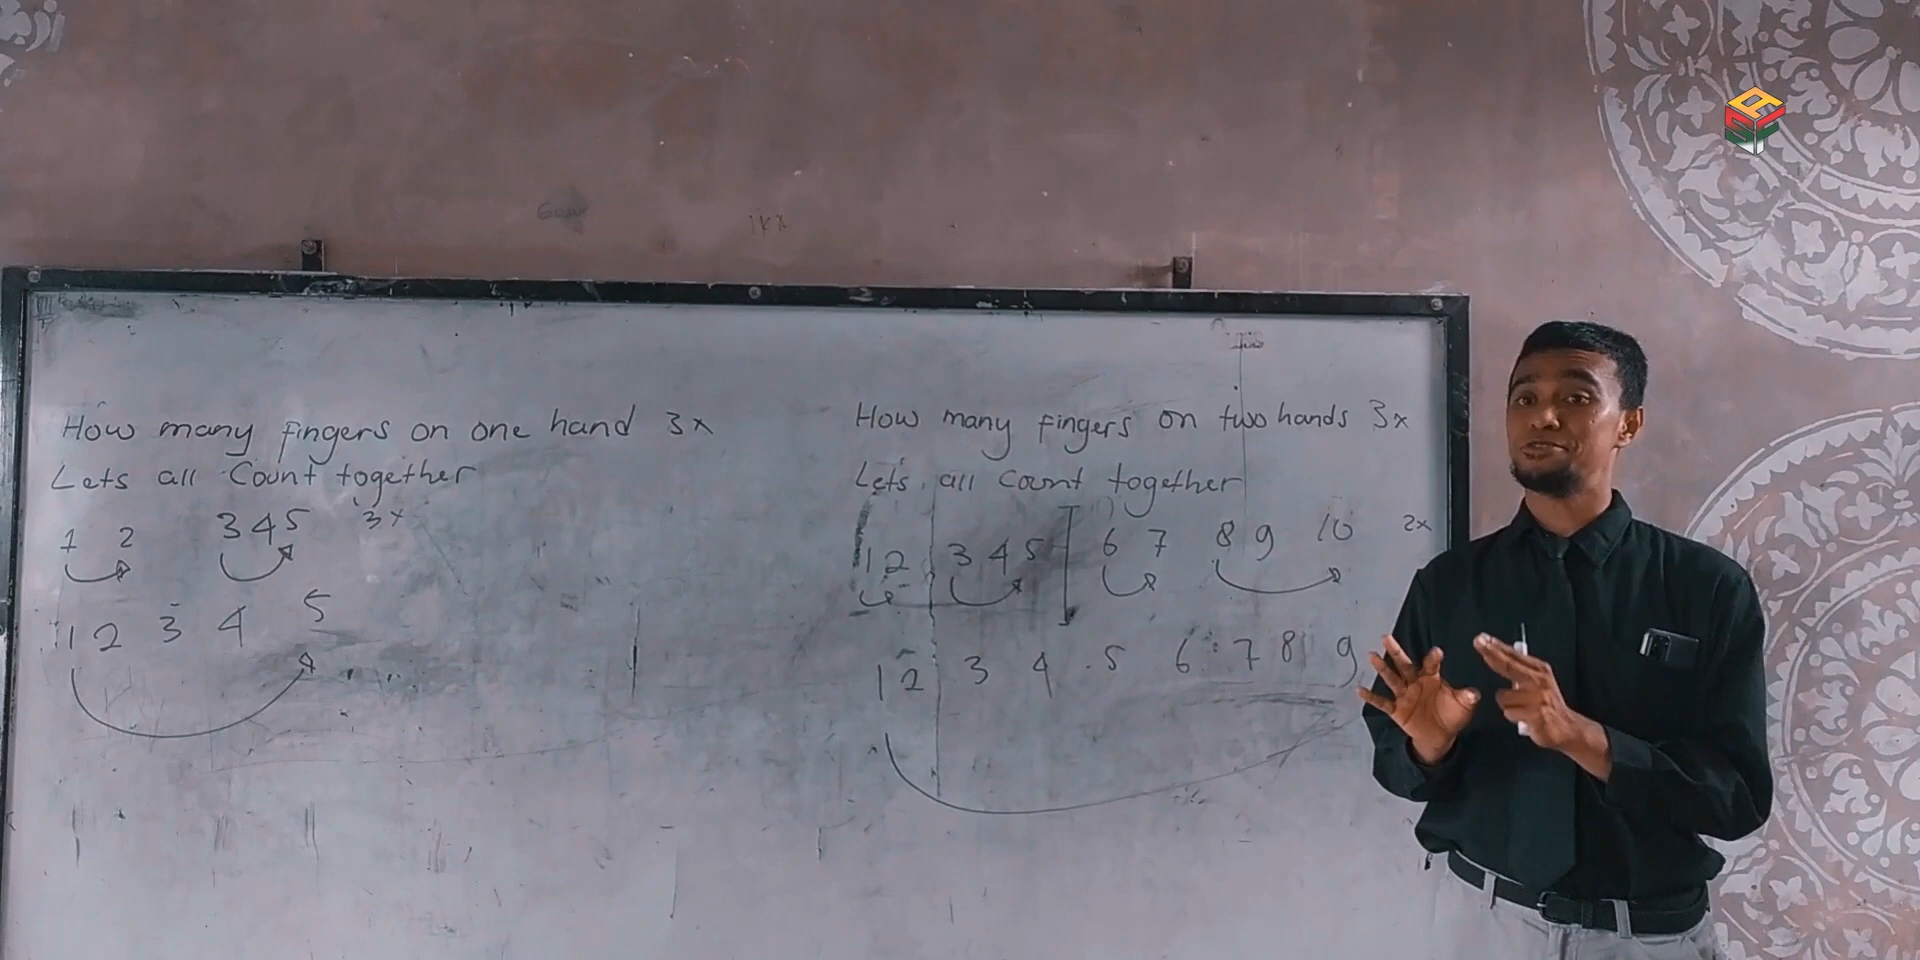 How many fingers on one hand 3x
Lets all Count together
1 2 3 4 5 3x
1 2 3 4 5
How many fingers on two hands 3x
Lets all Count together
1 2 3 4 5 6 7 8 9 10 2x
1 2 3 4 5 6 7 8 9